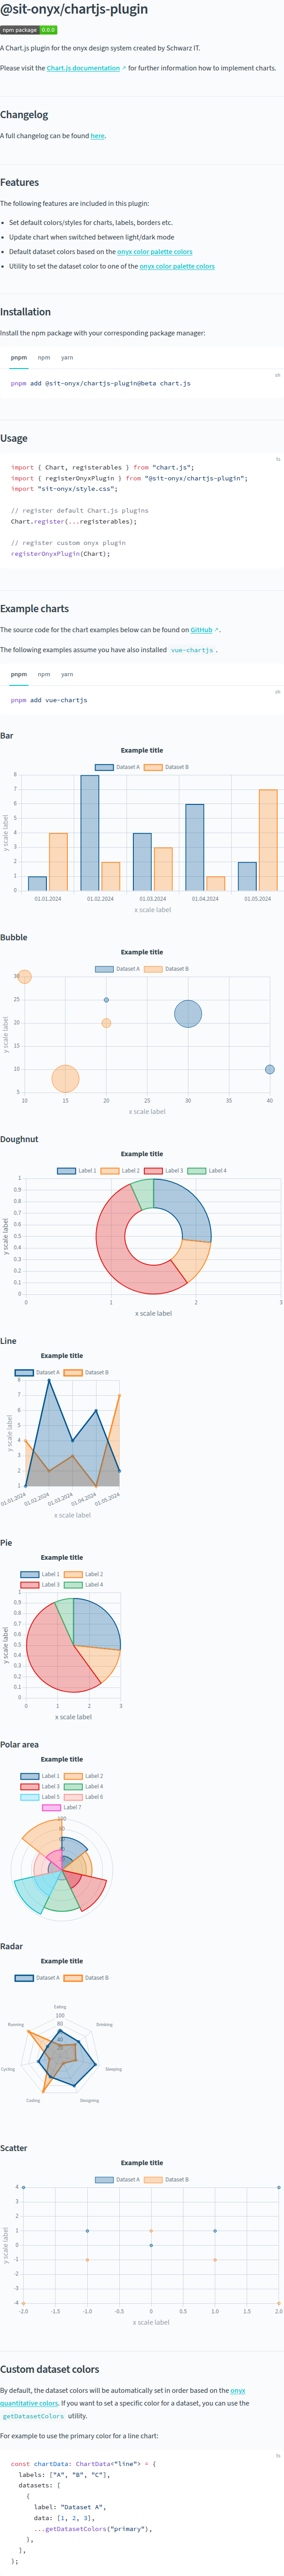 @sit-onyx/chartjs-plugin
npm package 0.0.0
A Chart.js plugin for the onyx design system created by Schwarz IT.
Please visit the Chart.js documentation ↗ for further information how to implement charts.
Changelog
A full changelog can be found here.
Features
The following features are included in this plugin:
• Set default colors/styles for charts, labels, borders etc.
• Update chart when switched between light/dark mode
• Default dataset colors based on the onyx color palette colors
• Utility to set the dataset color to one of the onyx color palette colors
Installation
Install the npm package with your corresponding package manager:
pnpm npm yarn
sh
pnpm add @sit-onyx/chartjs-plugin@beta chart.js
Usage
ts
import { Chart, registerables } from "chart.js";
import { registerOnyxPlugin } from "@sit-onyx/chartjs-plugin";
import "sit-onyx/style.css";
// register default Chart.js plugins
Chart.register(...registerables);
// register custom onyx plugin
registerOnyxPlugin(Chart);
Example charts
The source code for the chart examples below can be found on GitHub ↗.
The following examples assume you have also installed vue-chartjs .
pnpm npm yarn
sh
pnpm add vue-chartjs
Bar
Example title
Dataset A Dataset B
8
7
6
5
4
3
2
1
0
y scale label
01.01.2024 01.02.2024 01.03.2024 01.04.2024 01.05.2024
x scale label
Bubble
Example title
Dataset A Dataset B
30
25
20
15
10
5
y scale label
10 15 20 25 30 35 40
x scale label
Doughnut
Example title
Label 1 Label 2 Label 3 Label 4
1
0.9
0.8
0.7
0.6
0.5
0.4
0.3
0.2
0.1
0
y scale label
0 1 2 3
x scale label
Line
Example title
Dataset A Dataset B
8
7
6
5
4
3
2
1
y scale label
01.01.2024 01.02.2024 01.03.2024 01.04.2024 01.05.2024
x scale label
Pie
Example title
Label 1 Label 2
Label 3 Label 4
1
0.9
0.8
0.7
0.6
0.5
0.4
0.3
0.2
0.1
0
y scale label
0 1 2 3
x scale label
Polar area
Example title
Label 1 Label 2
Label 3 Label 4
Label 5 Label 6
Label 7
100
80
Radar
Example title
Dataset A Dataset B
Eating
Running Drinking
Cycling Sleeping
Coding Designing
100
80
60
40
20
Scatter
Example title
Dataset A Dataset B
4
3
2
1
0
-1
-2
-3
-4
y scale label
-2.0 -1.5 -1.0 -0.5 0 0.5 1.0 1.5 2.0
x scale label
Custom dataset colors
By default, the dataset colors will be automatically set in order based on the onyx
quantitative colors. If you want to set a specific color for a dataset, you can use the
getDatasetColors utility.
For example to use the primary color for a line chart:
ts
const chartData: ChartData<"line"> = {
labels: ["A", "B", "C"],
datasets: [
{
label: "Dataset A",
data: [1, 2, 3],
...getDatasetColors("primary"),
},
],
};